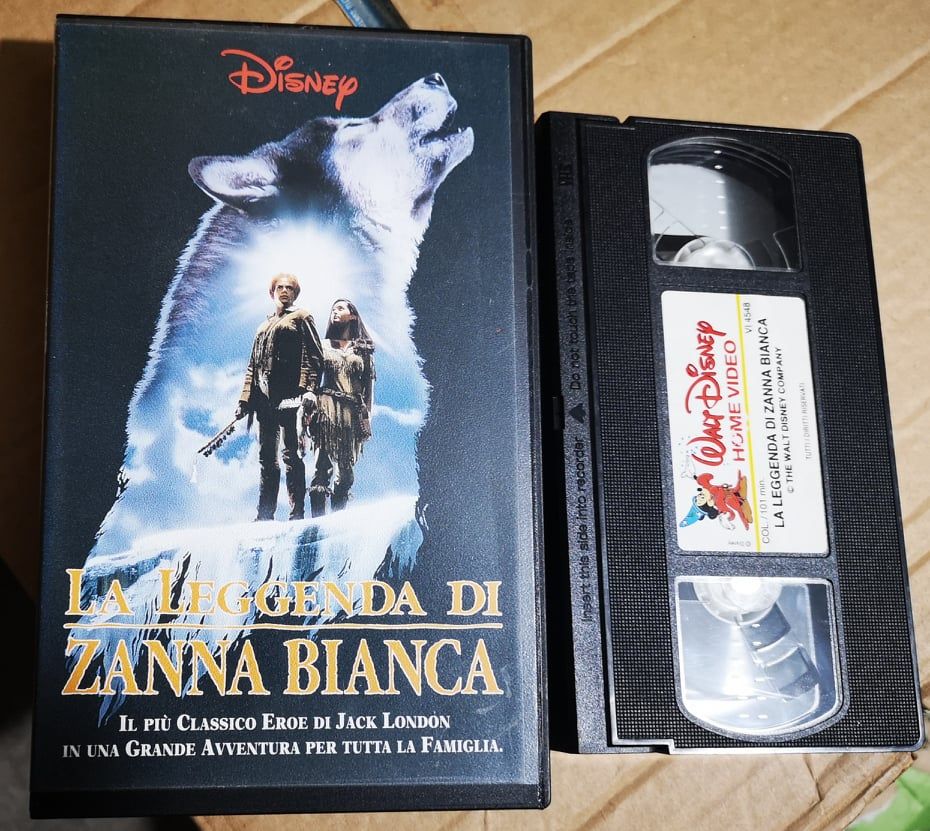 DISNEY
LA LEGGENDA DI
ZANNA BIANCA
IL PIÙ CLASSICO EROE DI JACK LONDON
IN UNA GRANDE AVVENTURA PER TUTTA LA FAMIGLIA.
Insert this side into recorder ▲ Do not touch the tape inside
WALT DISNEY
HOME VIDEO
VI 4548
COL./101 min.
LA LEGGENDA DI ZANNA BIANCA
© THE WALT DISNEY COMPANY
TUTTI I DIRITTI RISERVATI